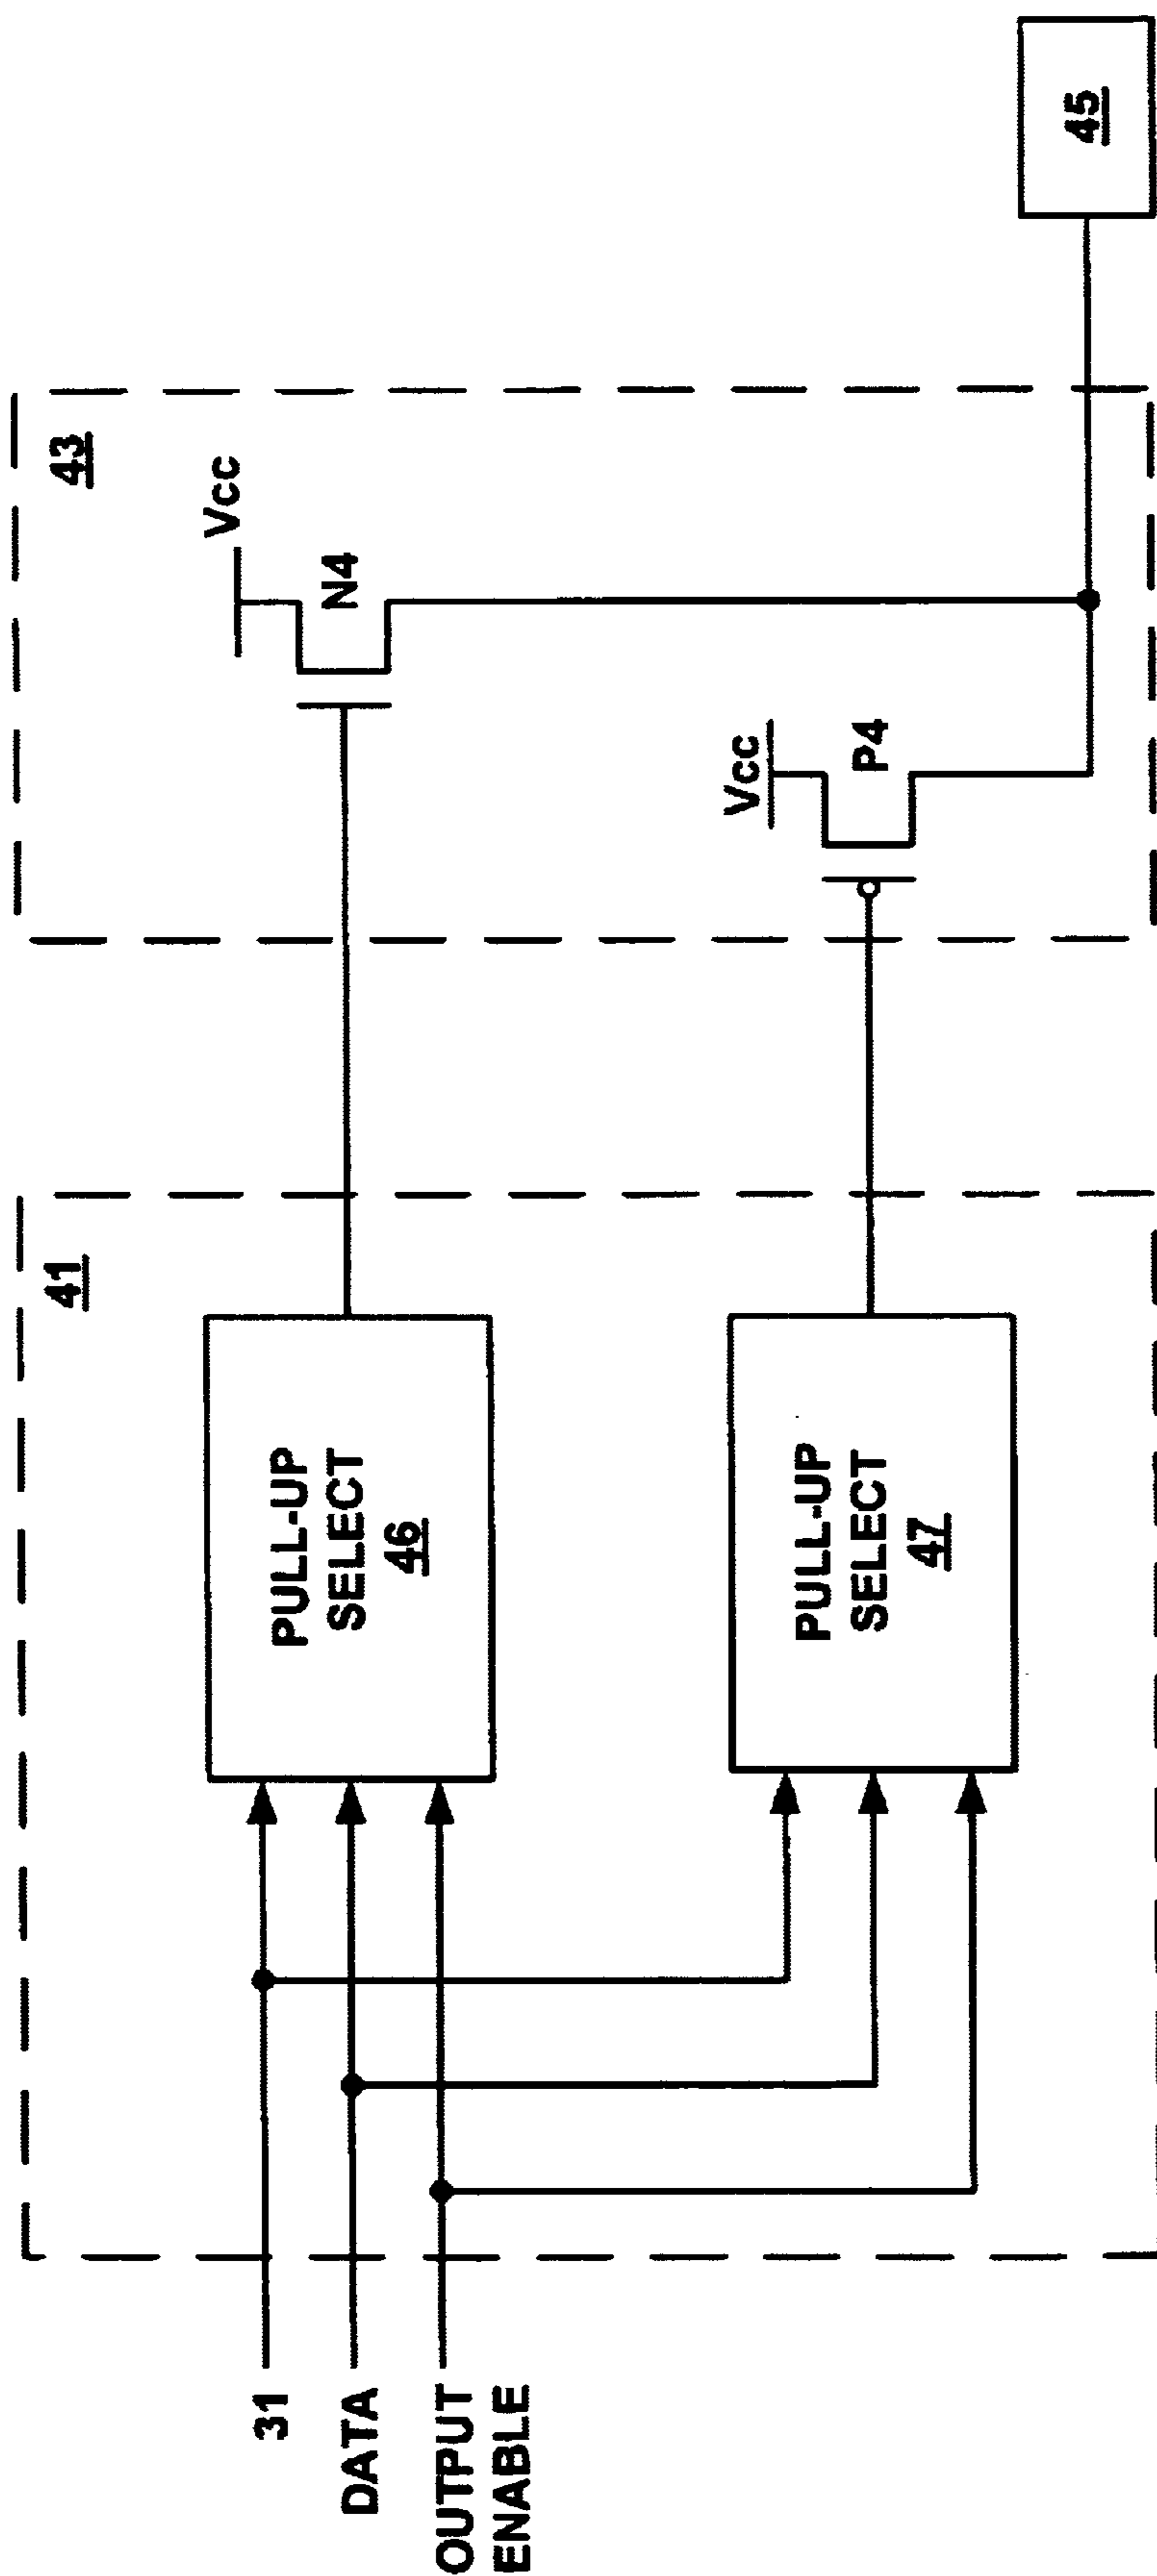 31
DATA
OUTPUT
ENABLE
41
PULL-UP
SELECT
46
PULL-UP
SELECT
47
43
Vcc
N4
Vcc
P4
45